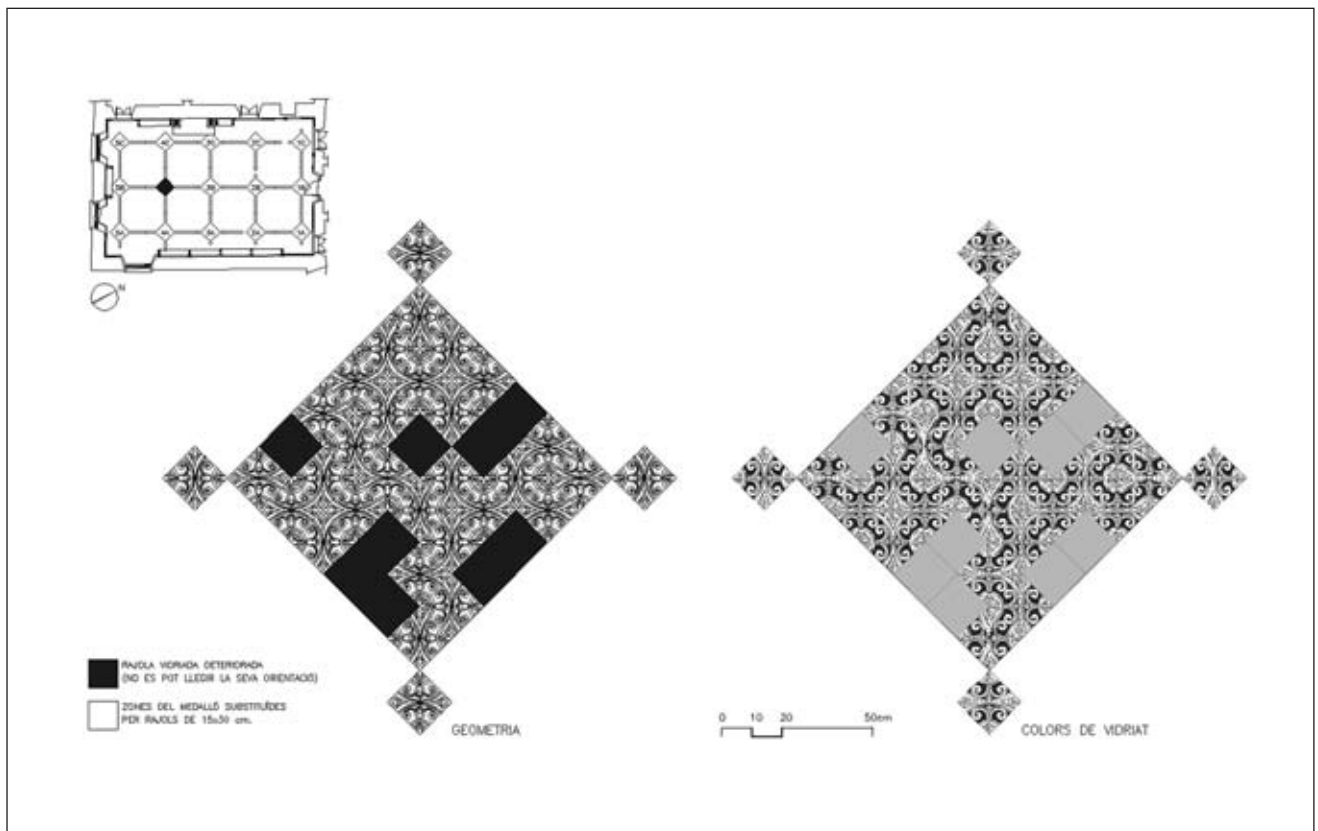 N
RAJOLA VIDRIADA DETERIORADA
(NO ES POT LLEGIR LA SEVA ORIENTACIÓ)
ZONES DEL MEDALLÓ SUBSTITUÏDES
PER RAJOLS DE 15x30 cm.
GEOMETRIA
0 10 20 50cm
COLORS DE VIDRIAT